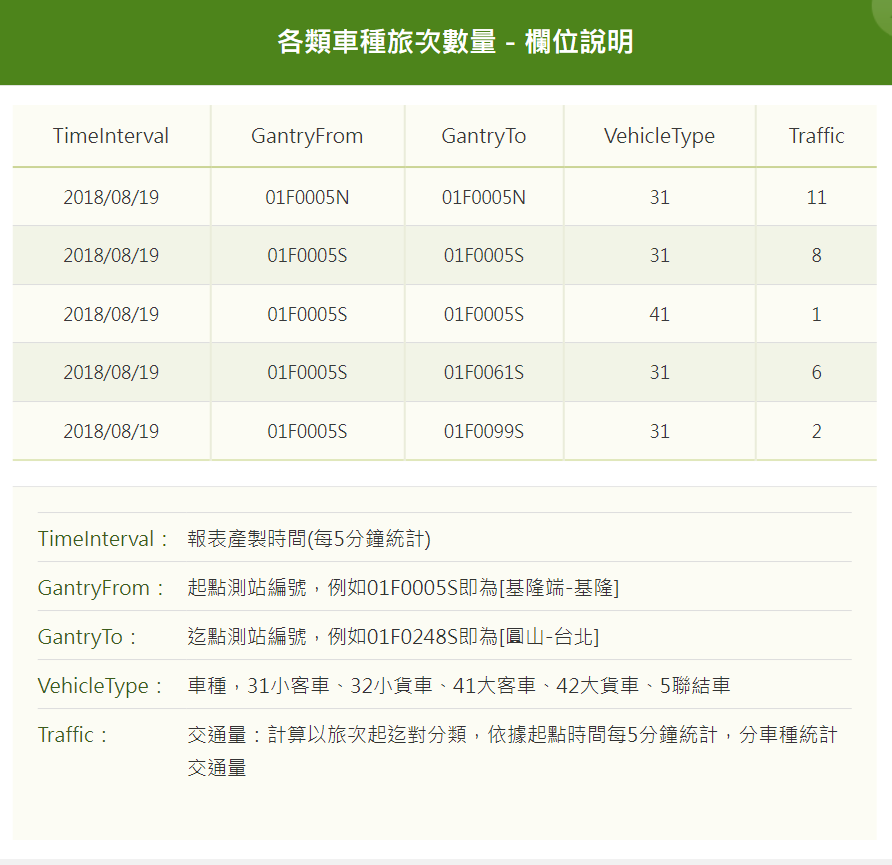 各類車種旅次數量 - 欄位說明
TimeInterval GantryFrom GantryTo VehicleType Traffic
2018/08/19 01F0005N 01F0005N 31 11
2018/08/19 01F0005S 01F0005S 31 8
2018/08/19 01F0005S 01F0005S 41 1
2018/08/19 01F0005S 01F0061S 31 6
2018/08/19 01F0005S 01F0099S 31 2
TimeInterval： 報表產製時間(每5分鐘統計)
GantryFrom： 起點測站編號，例如01F0005S即為[基隆端-基隆]
GantryTo： 迄點測站編號，例如01F0248S即為[圓山-台北]
VehicleType： 車種，31小客車、32小貨車、41大客車、42大貨車、5聯結車
Traffic： 交通量：計算以旅次起迄對分類，依據起點時間每5分鐘統計，分車種統計
交通量